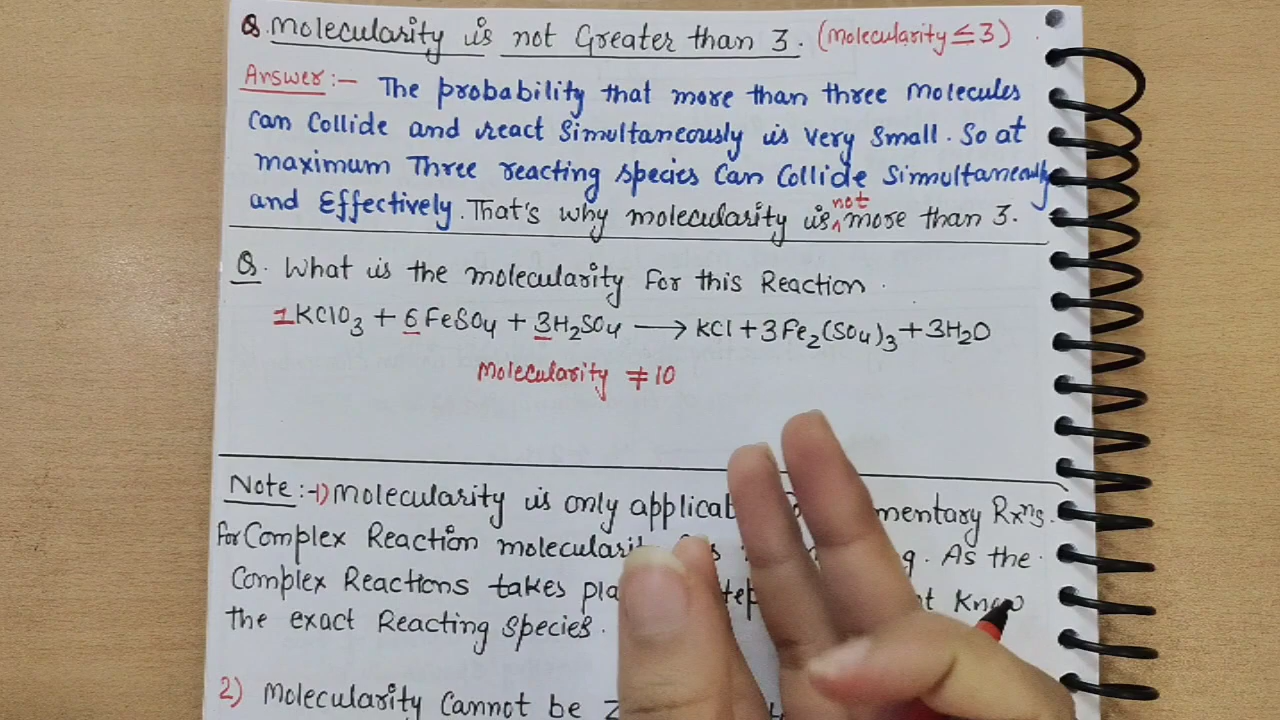 Q. Molecularity is not Greater than 3. (Molecularity ≤ 3)
Answer:- The probability that more than three Molecules
Can Collide and react Simultaneously is very Small. So at
maximum Three reacting species Can Collide Simultaneously
and Effectively. That's why molecularity is not more than 3.
Q. What is the molecularity For this Reaction.
1KClO3 + 6FeSO4 + 3H2SO4 → KCl + 3Fe2(SO4)3 + 3H2O
Molecularity ≠ 10
Note:-1) Molecularity is only mentary Rxns.
For Complex Reaction As the
Complex Reactions takes Know
the exact Reacting Species.
2) Molecularity Cannot be